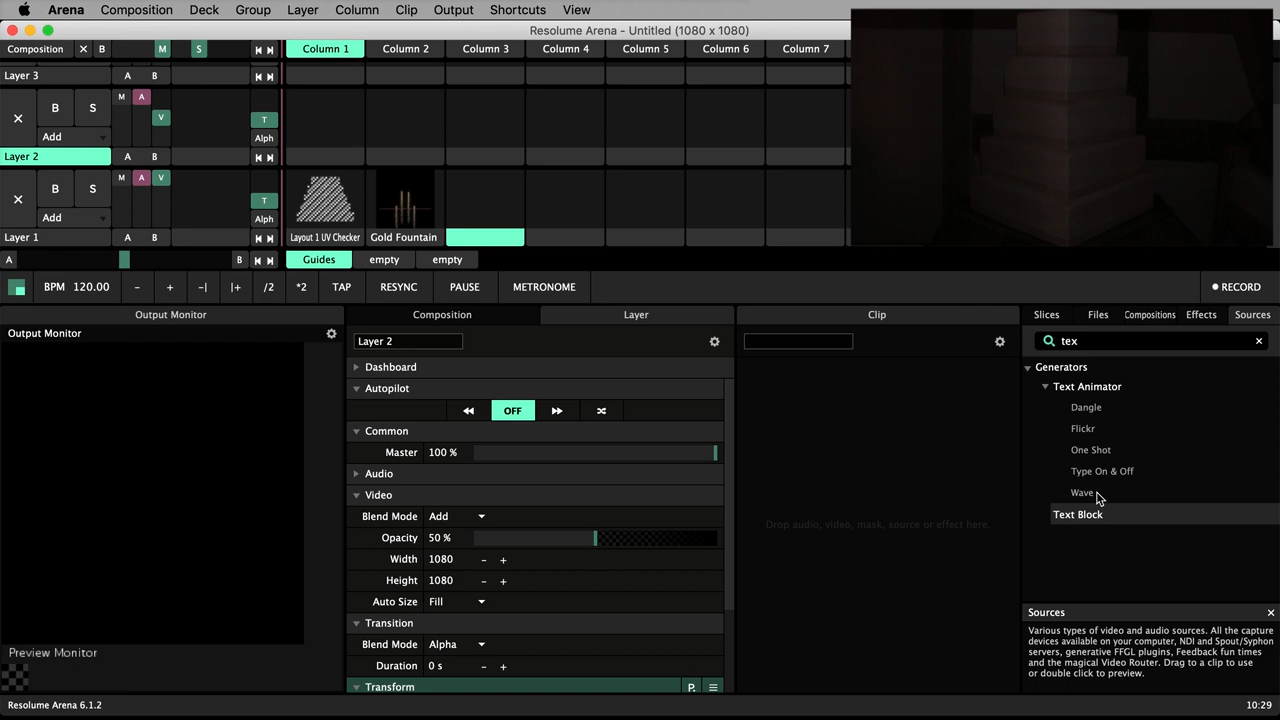 Arena Composition Deck Group Layer Column Clip Output Shortcuts View
Resolume Arena - Untitled (1080 x 1080)
Composition X B M S Column 1 Column 2 Column 3 Column 4 Column 5 Column 6 Column 7
Layer 3 A B
B S M A
V T
Add Alph
Layer 2 A B
B S M A V
T
Add Alph
Layer 1 A B Layout 1 UV Checker Gold Fountain
A B Guides empty empty
BPM 120.00 - + -| |+ /2 *2 TAP RESYNC PAUSE METRONOME RECORD
Output Monitor Composition Layer Clip Slices Files Compositions Effects Sources
Output Monitor
Layer 2
tex
Dashboard
Generators
Autopilot
Text Animator
OFF
Dangle
Common
Flickr
Master 100 %
One Shot
Audio
Type On & Off
Video
Wave
Blend Mode Add
Text Block
Drop audio, video, mask, source or effect here.
Opacity 50 %
Width 1080 - +
Height 1080 - +
Auto Size Fill
Transition
Blend Mode Alpha
Duration 0 s - +
Transform P.
Preview Monitor
Sources
Various types of video and audio sources. All the capture
devices available on your computer, NDI and Spout/Syphon
servers, generative FFGL plugins, Feedback fun times
and the magical Video Router. Drag to a clip to use
or double click to preview.
Resolume Arena 6.1.2 10:29